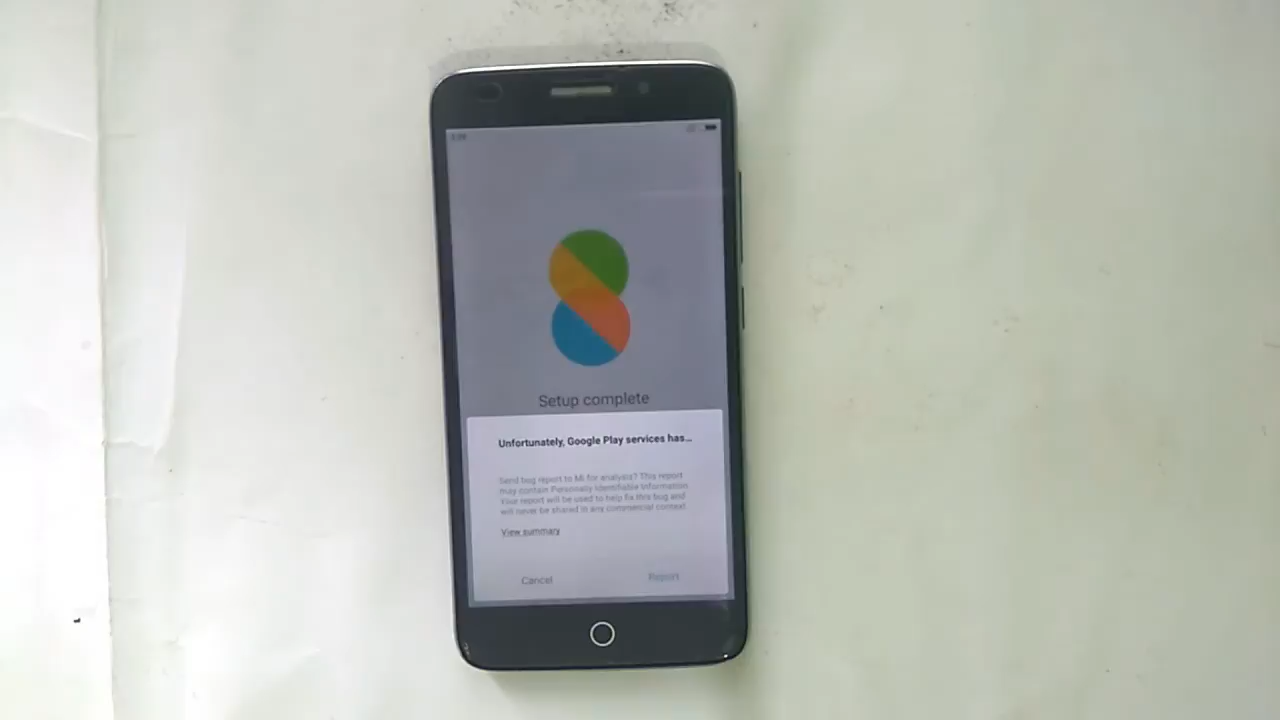 Setup complete
Unfortunately, Google Play services has...
Send bug report to Mi for analysis? This report
may contain Personally Identifiable Information.
Your report will be used to help fix this bug and
will never be shared in any commercial context.
View summary
Cancel
Report